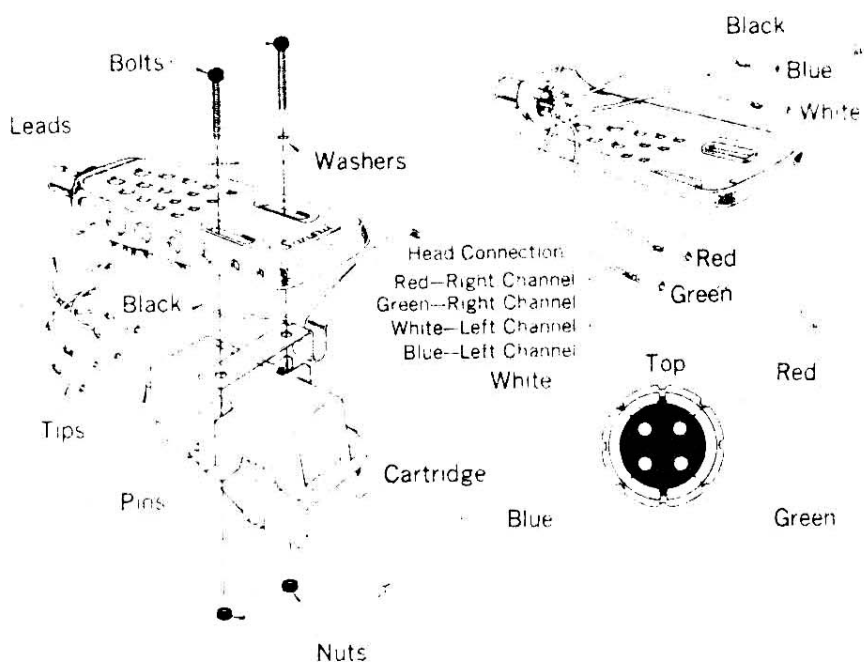 Bolts
Leads
Washers
Black
Tips
Pins
Cartridge
Nuts
Black
Blue
White
Red
Green
Head Connection
Red—Right Channel
Green—Right Channel
White—Left Channel
Blue--Left Channel
White
Top
Red
Blue
Green